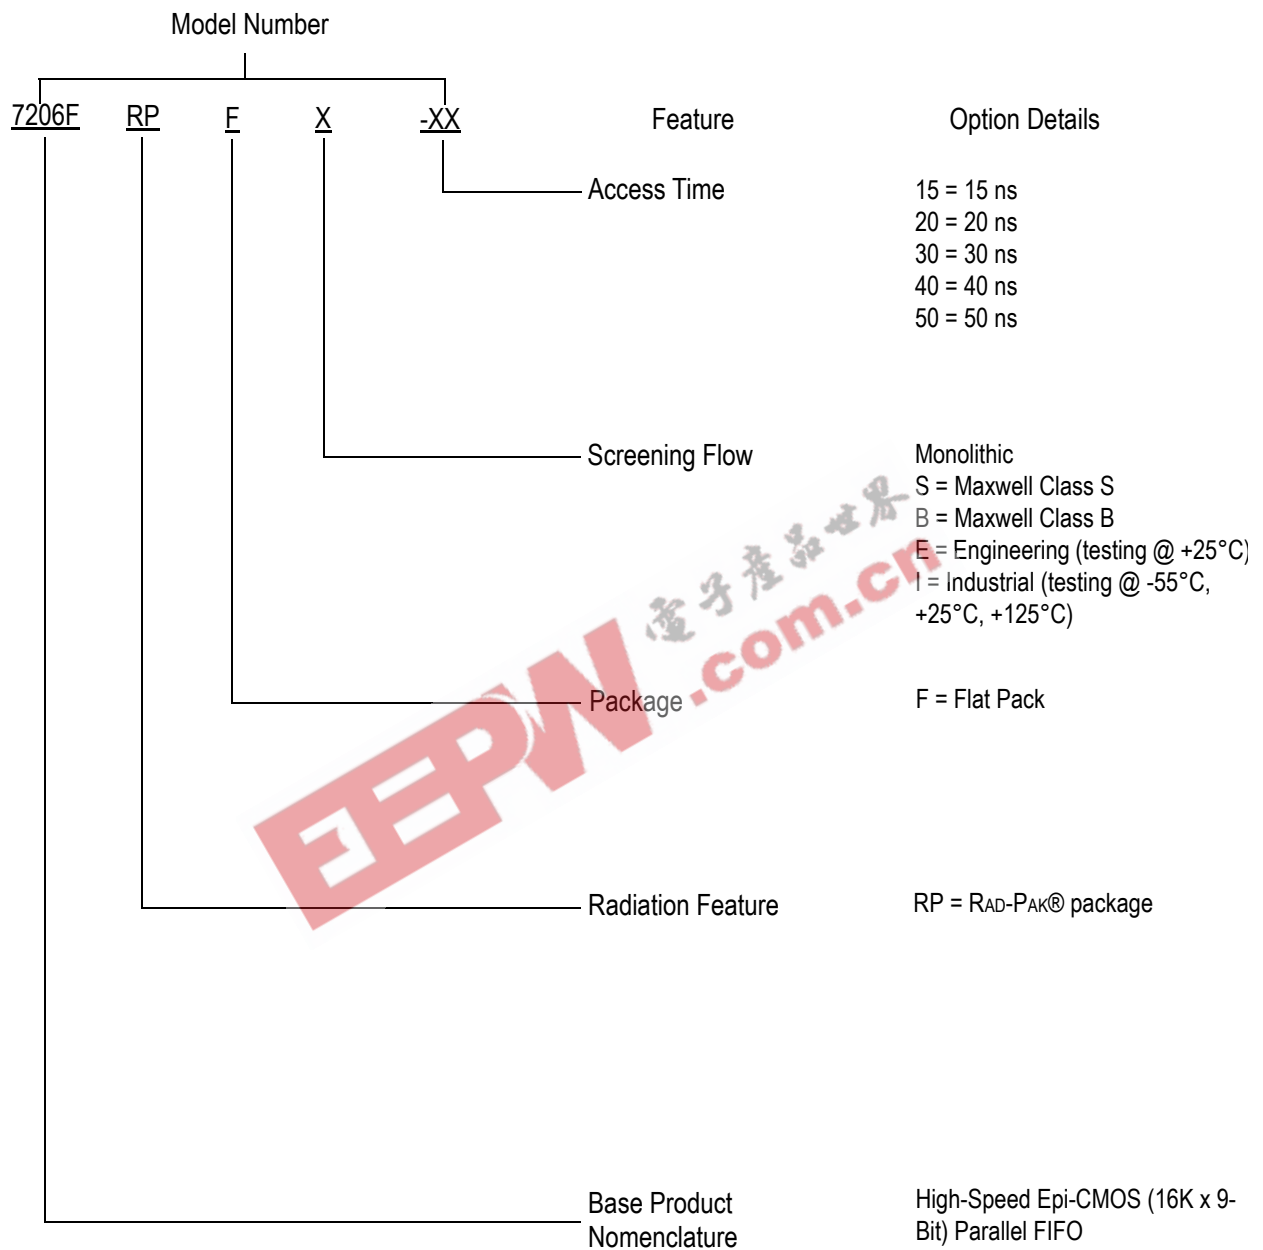 Model Number
7206F RP F X -XX Feature Option Details
Access Time
15 = 15 ns
20 = 20 ns
30 = 30 ns
40 = 40 ns
50 = 50 ns
Screening Flow
Monolithic
S = Maxwell Class S
B = Maxwell Class B
E = Engineering (testing @ +25°C)
I = Industrial (testing @ -55°C,
+25°C, +125°C)
Package
F = Flat Pack
Radiation Feature
RP = RAD-PAK® package
Base Product
Nomenclature
High-Speed Epi-CMOS (16K x 9-
Bit) Parallel FIFO
EEPW
電子產品世界
.com.cn